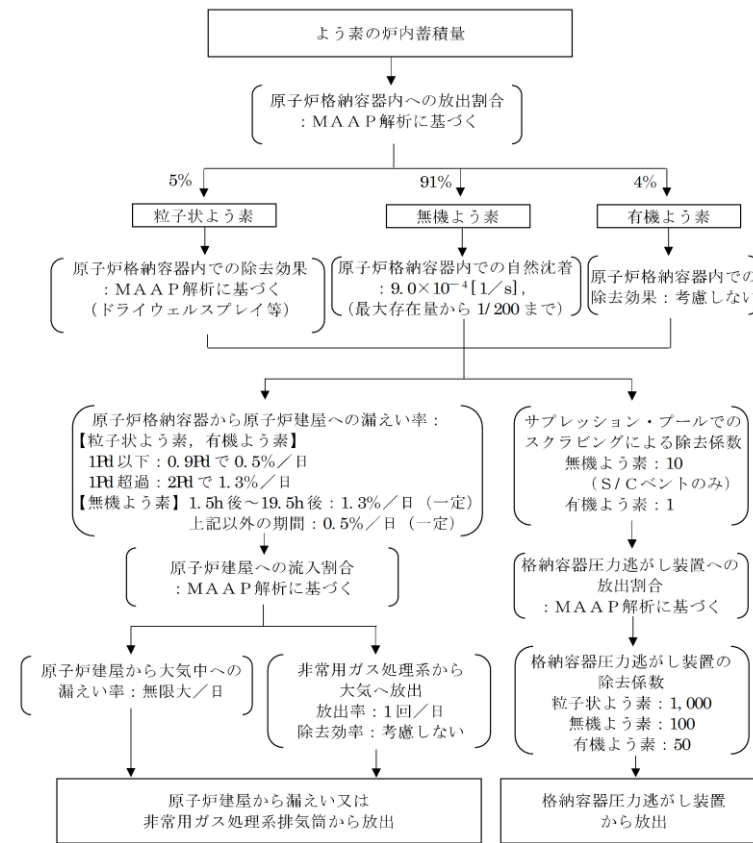 よう素の炉内蓄積量
原子炉格納容器内への放出割合
：ＭＡＡＰ解析に基づく
5%
91%
4%
粒子状よう素
無機よう素
有機よう素
原子炉格納容器内での除去効果
：ＭＡＡＰ解析に基づく
（ドライウェルスプレイ等）
原子炉格納容器内での自然沈着
：9.0×10⁻⁴[1／s],
（最大存在量から 1/200 まで）
原子炉格納容器内での
除去効果：考慮しない
原子炉格納容器から原子炉建屋への漏えい率：
【粒子状よう素，有機よう素】
1Pd 以下：0.9Pd で 0.5%／日
1Pd 超過：2Pd で 1.3%／日
【無機よう素】1.5h 後～19.5h 後：1.3%／日（一定）
上記以外の期間：0.5%／日（一定）
サプレッション・プールでの
スクラビングによる除去係数
無機よう素：10
（S/Cベントのみ）
有機よう素：1
原子炉建屋への流入割合
：ＭＡＡＰ解析に基づく
格納容器圧力逃がし装置への
放出割合
：ＭＡＡＰ解析に基づく
原子炉建屋から大気中への
漏えい率：無限大／日
非常用ガス処理系から
大気へ放出
放出率：1回／日
除去効率：考慮しない
格納容器圧力逃がし装置の
除去係数
粒子状よう素：1,000
無機よう素：100
有機よう素：50
原子炉建屋から漏えい又は
非常用ガス処理系排気筒から放出
格納容器圧力逃がし装置
から放出